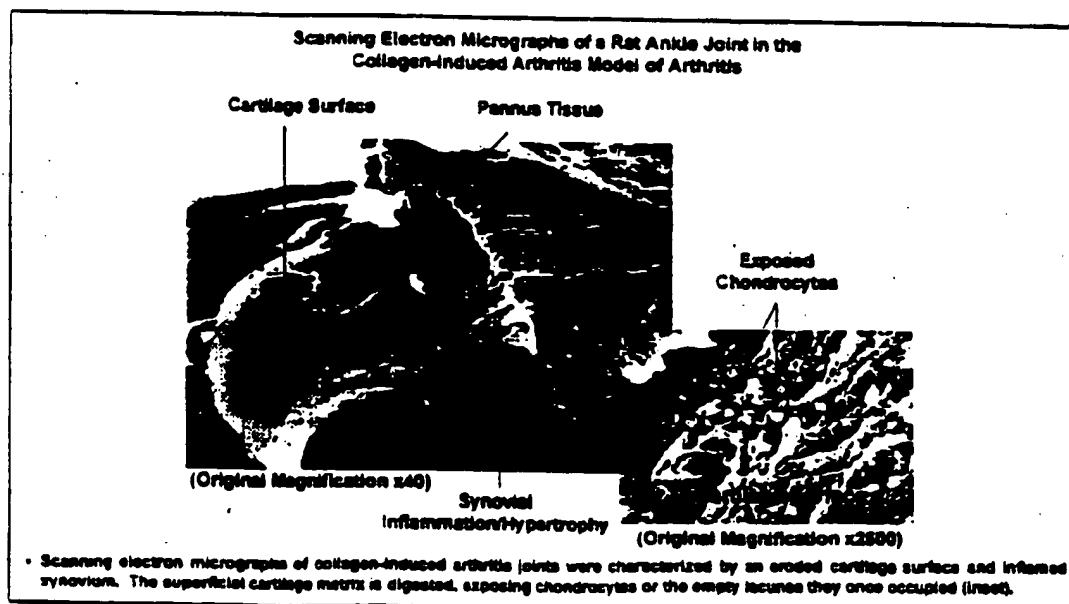 Scanning Electron Micrographs of a Rat Ankle Joint in the
Collagen-Induced Arthritis Model of Arthritis
Cartilage Surface
Pannus Tissue
Exposed
Chondrocytes
(Original Magnification x40)
Synovial
Inflammation/Hypertrophy
(Original Magnification x2500)
• Scanning electron micrographs of collagen-induced arthritis joints were characterized by an eroded cartilage surface and inflamed
synovium. The superficial cartilage matrix is digested, exposing chondrocytes or the empty lacunae they once occupied (inset).